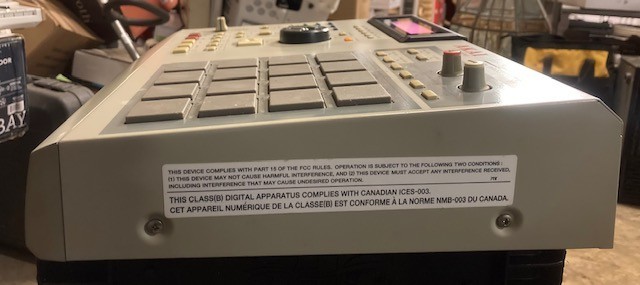 THIS DEVICE COMPLIES WITH PART 15 OF THE FCC RULES. OPERATION IS SUBJECT TO THE FOLLOWING TWO CONDITIONS :
(1) THIS DEVICE MAY NOT CAUSE HARMFUL INTERFERENCE, AND (2) THIS DEVICE MUST ACCEPT ANY INTERFERENCE RECEIVED,
INCLUDING INTERFERENCE THAT MAY CAUSE UNDESIRED OPERATION.
THIS CLASS(B) DIGITAL APPARATUS COMPLIES WITH CANADIAN ICES-003.
CET APPAREIL NUMÉRIQUE DE LA CLASSE(B) EST CONFORME À LA NORME NMB-003 DU CANADA.
DOOR
BAY